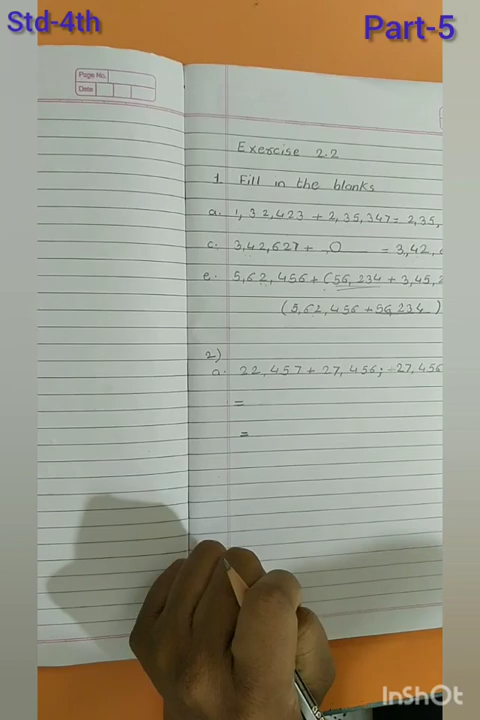 Std-4th
Part-5
Page No.
Date
Exercise 2.2
1. Fill in the blanks
a. 1,32,423 + 2,35,347 = 2,35,
c. 3,42,627 + 0 = 3,42,
e. 5,62,456 + (56,234 + 3,45,2
(5,62,456 + 56,234)
2)
a. 22,457 + 27,456; 27,456
=
=
InShOt